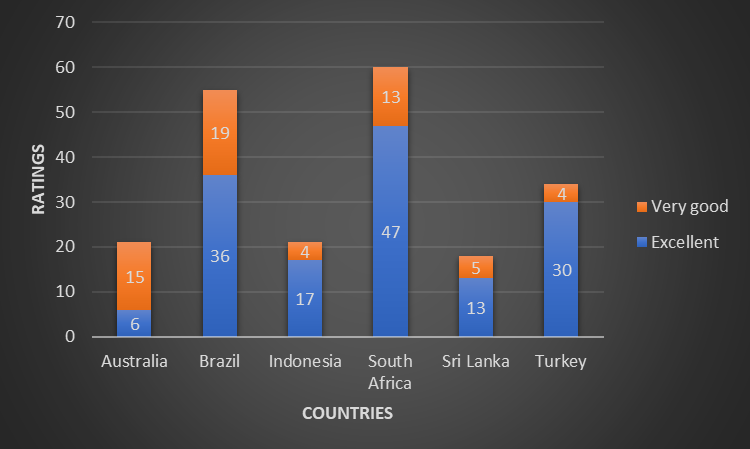 70
60
50
40
30
20
10
0
RATINGS
15
6
19
36
4
17
13
47
5
13
4
30
Australia
Brazil
Indonesia
South
Africa
Sri Lanka
Turkey
COUNTRIES
Very good
Excellent